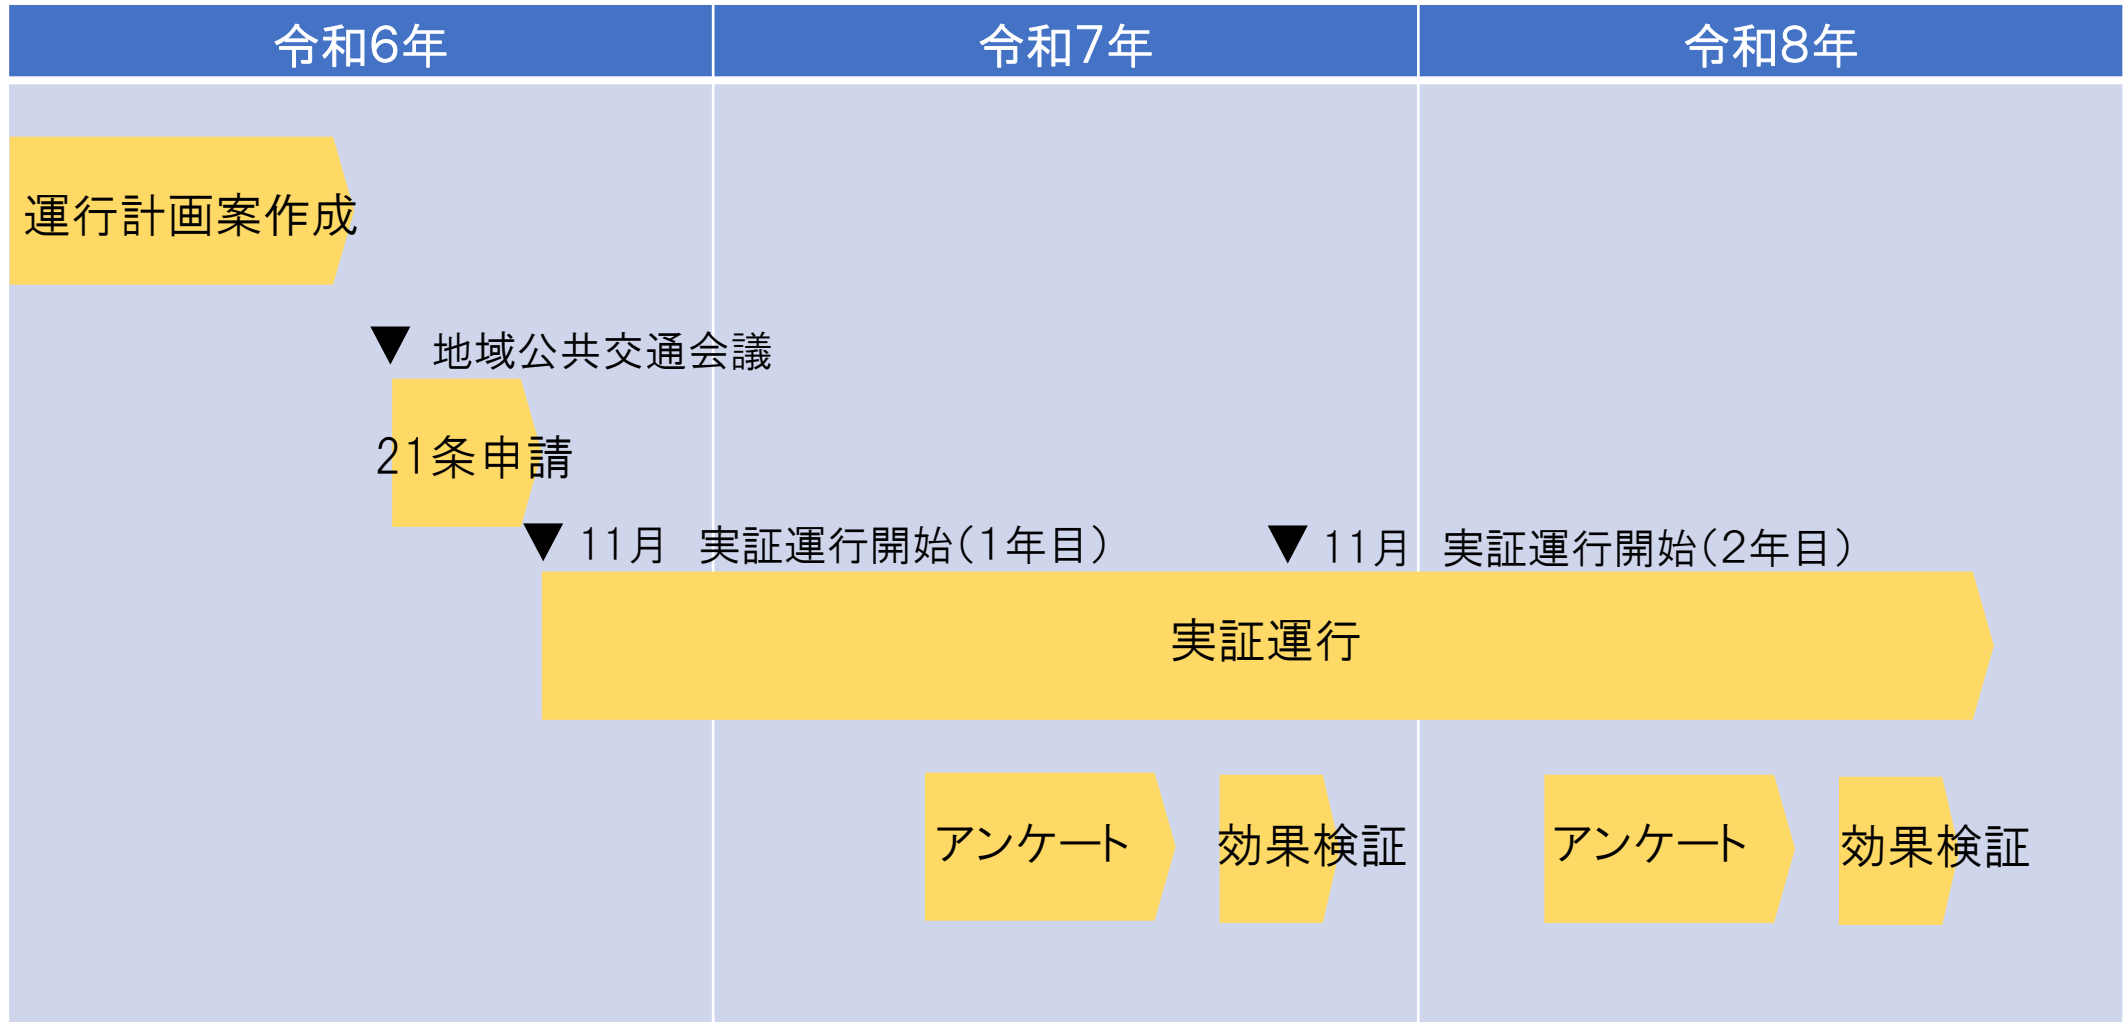 令和6年
令和7年
令和8年
運行計画案作成
▼ 地域公共交通会議
21条申請
▼ 11月　実証運行開始(1年目)
▼ 11月　実証運行開始(2年目)
実証運行
アンケート
効果検証
アンケート
効果検証